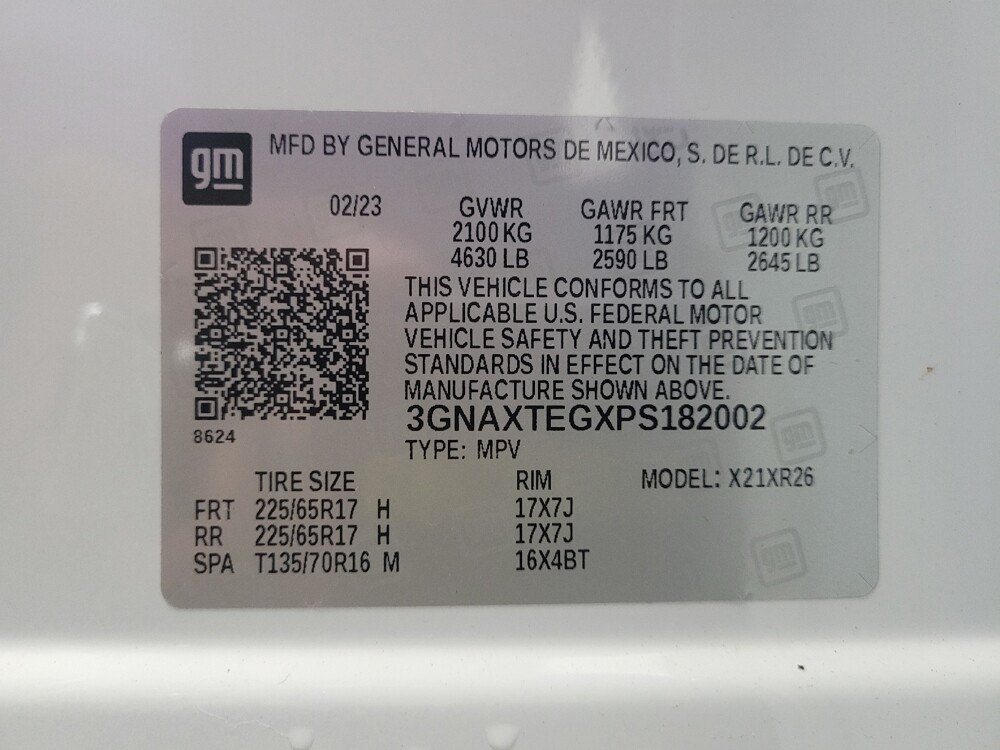 gm MFD BY GENERAL MOTORS DE MEXICO, S. DE R.L. DE C.V.
02/23 GVWR GAWR FRT GAWR RR
2100 KG 1175 KG 1200 KG
4630 LB 2590 LB 2645 LB
THIS VEHICLE CONFORMS TO ALL
APPLICABLE U.S. FEDERAL MOTOR
VEHICLE SAFETY AND THEFT PREVENTION
STANDARDS IN EFFECT ON THE DATE OF
MANUFACTURE SHOWN ABOVE.
3GNAXTEGXPS182002
8624
TYPE: MPV
TIRE SIZE RIM MODEL: X21XR26
FRT 225/65R17 H 17X7J
RR 225/65R17 H 17X7J
SPA T135/70R16 M 16X4BT